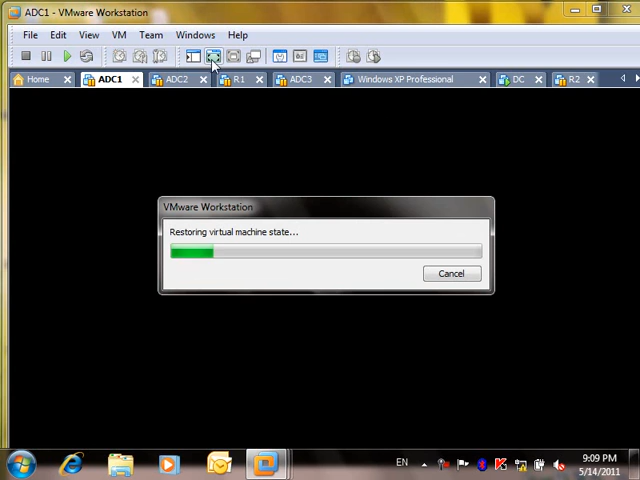 ADC1 - VMware Workstation
File Edit View VM Team Windows Help
Home ADC1 ADC2 R1 ADC3 Windows XP Professional DC R2
VMware Workstation
Restoring virtual machine state...
Cancel
EN
9:09 PM
5/14/2011